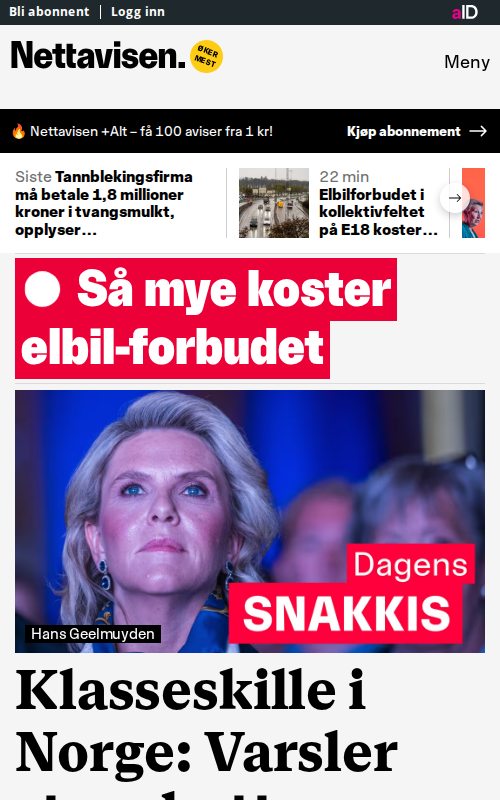 Bli abonnent
Logg inn
aID
Nettavisen.
ØKER
MEST
Meny
🔥 Nettavisen +Alt – få 100 aviser fra 1 kr!
Kjøp abonnement
Siste Tannblekingsfirma
må betale 1,8 millioner
kroner i tvangsmulkt,
opplyser…
22 min
Elbilforbudet i
kollektivfeltet
på E18 koster…
Så mye koster
elbil-forbudet
Dagens
SNAKKIS
Hans Geelmuyden
Klasseskille i
Norge: Varsler